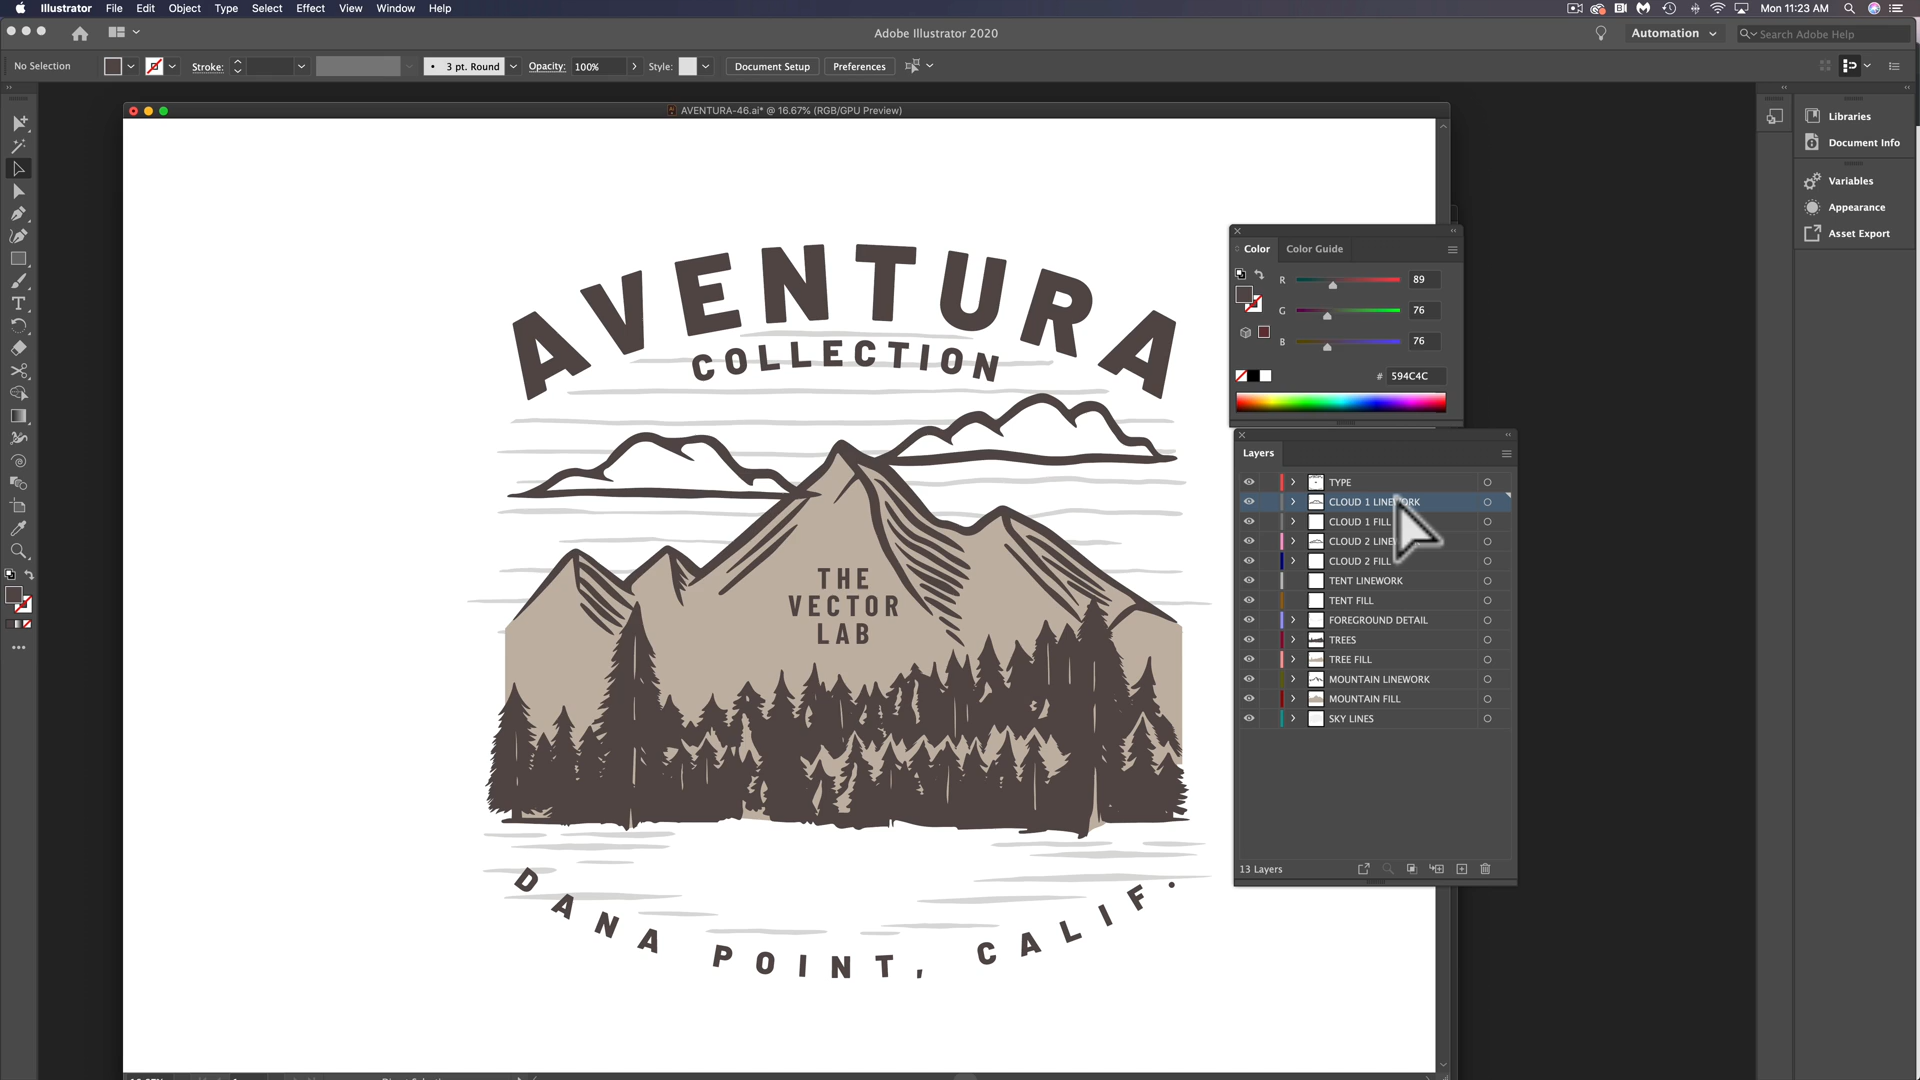 Illustrator File Edit Object Type Select Effect View Window Help
Mon 11:23 AM
Adobe Illustrator 2020
Automation
Search Adobe Help
No Selection
Stroke:
3 pt. Round
Opacity: 100%
Style:
Document Setup
Preferences
AVENTURA-46.ai* @ 16.67% (RGB/GPU Preview)
Libraries
Document Info
Variables
Appearance
Asset Export
AVENTURA
COLLECTION
THE
VECTOR
LAB
DANA POINT, CALIF.
Color
Color Guide
R 89
G 76
B 76
# 594C4C
Layers
TYPE
CLOUD 1 LINEWORK
CLOUD 1 FILL
CLOUD 2 LINE
CLOUD 2 FILL
TENT LINEWORK
TENT FILL
FOREGROUND DETAIL
TREES
TREE FILL
MOUNTAIN LINEWORK
MOUNTAIN FILL
SKY LINES
13 Layers